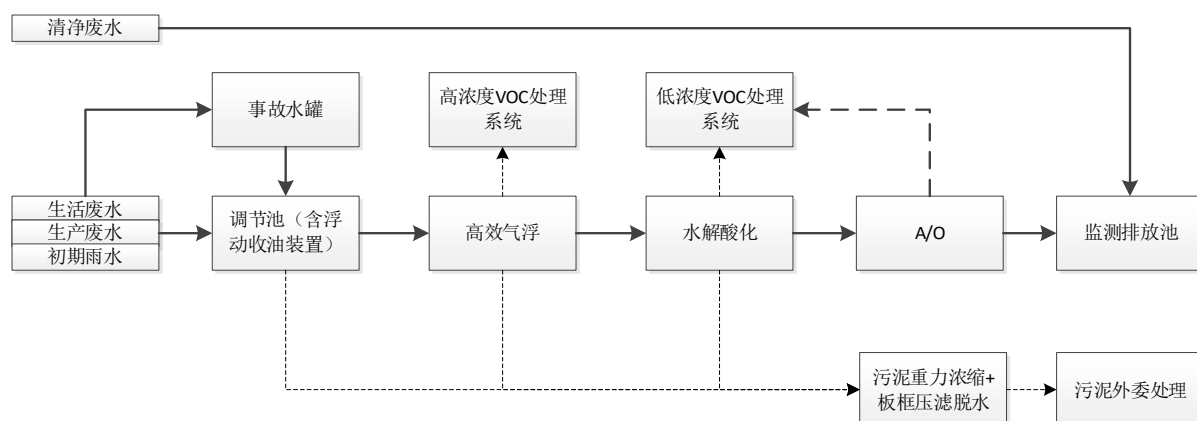 清净废水
事故水罐
高浓度VOC处理
系统
低浓度VOC处理
系统
生活废水
生产废水
初期雨水
调节池（含浮
动收油装置）
高效气浮
水解酸化
A/O
监测排放池
污泥重力浓缩+
板框压滤脱水
污泥外委处理